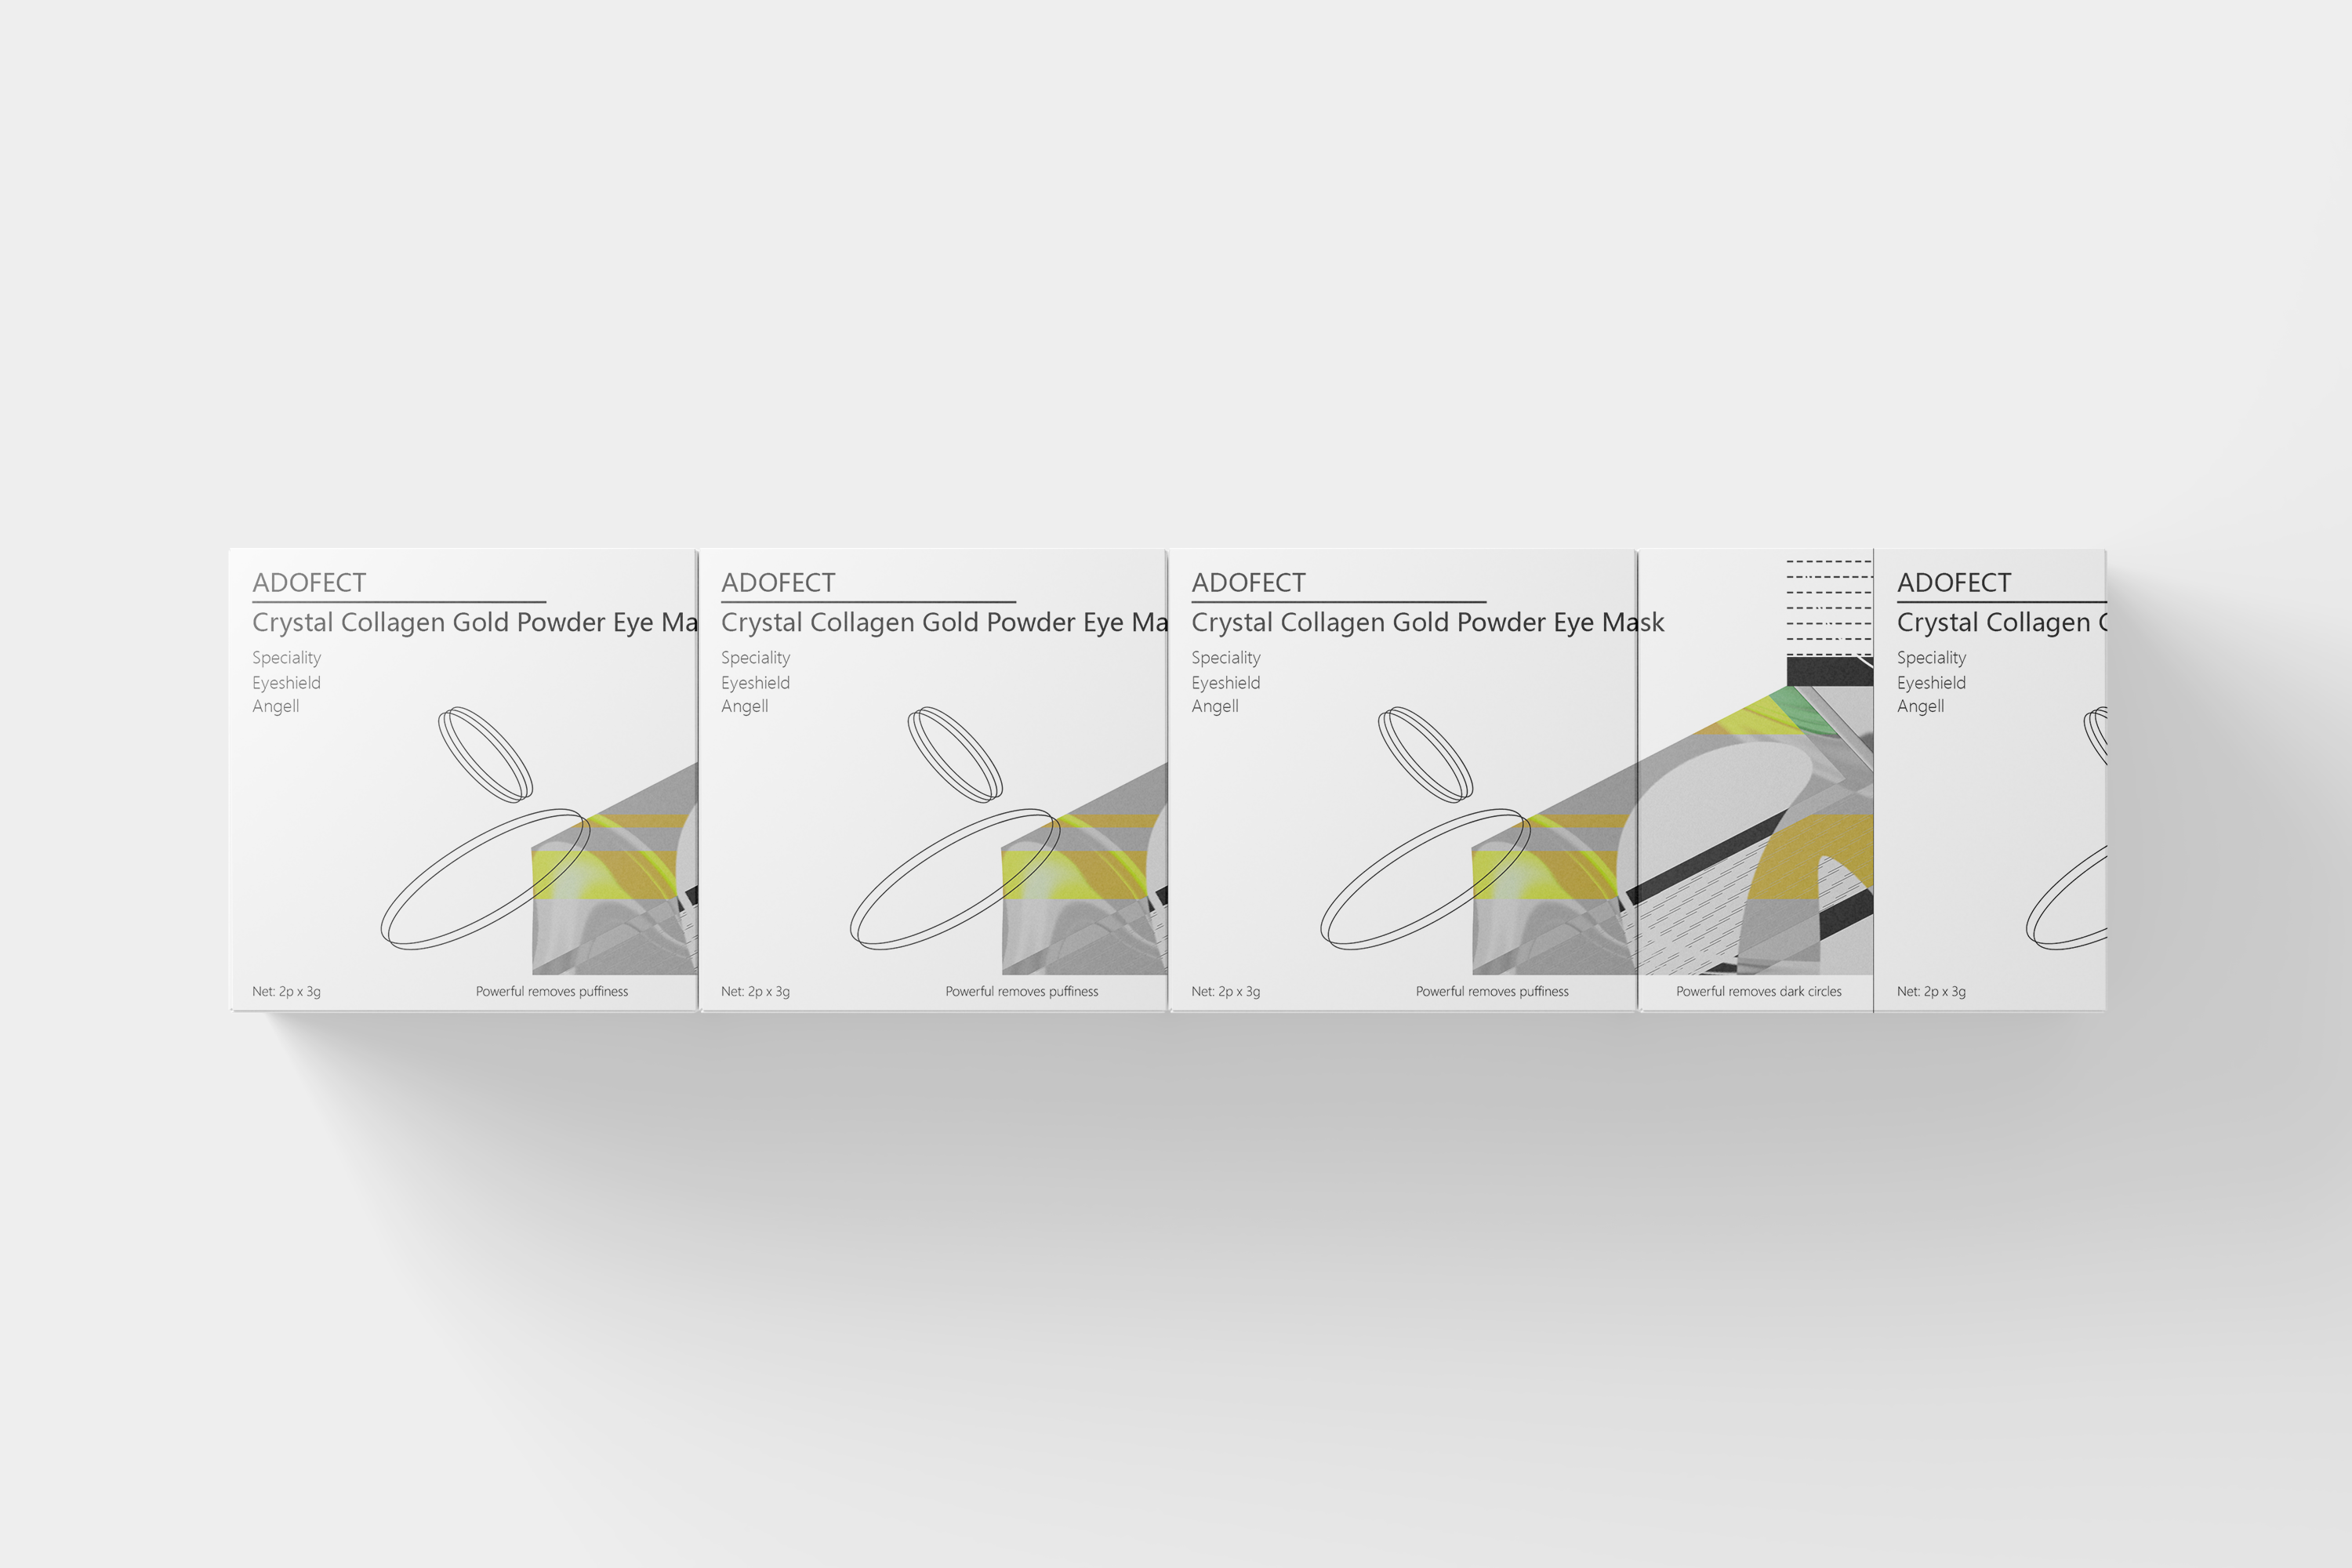 ADOFECT
Crystal Collagen Gold Powder Eye Ma
Speciality
Eyeshield
Angell
Net: 2p x 3g
Powerful removes puffiness
ADOFECT
Crystal Collagen Gold Powder Eye Ma
Speciality
Eyeshield
Angell
Net: 2p x 3g
Powerful removes puffiness
ADOFECT
Crystal Collagen Gold Powder Eye Mask
Speciality
Eyeshield
Angell
Net: 2p x 3g
Powerful removes puffiness
Powerful removes dark circles
ADOFECT
Crystal Collagen
Speciality
Eyeshield
Angell
Net: 2p x 3g